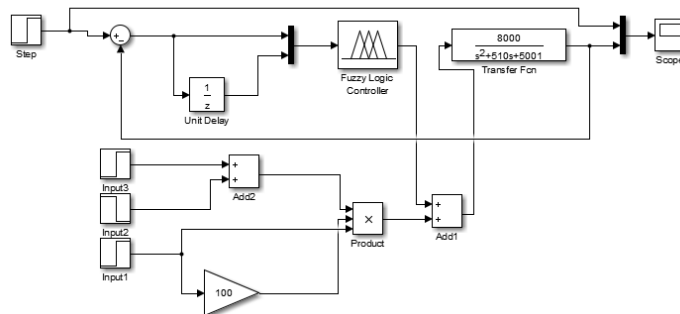 Step
+
−
1
z
Unit Delay
Fuzzy Logic
Controller
8000
s²+510s+5001
Transfer Fcn
Scope
Input3
+
+
Add2
Input2
×
Product
+
+
Add1
Input1
100